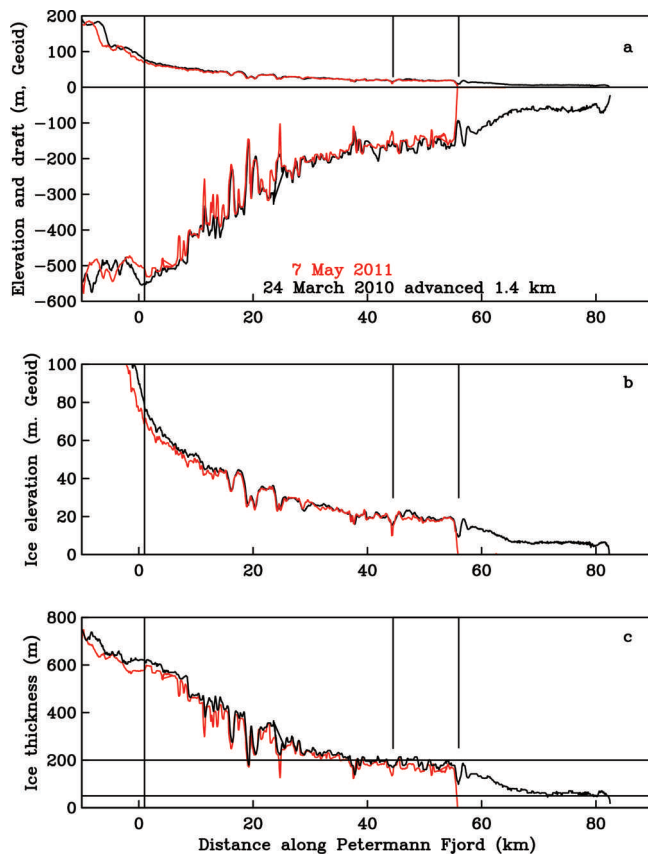 200
100
0
−100
−200
−300
−400
−500
−600
Elevation and draft (m, Geoid)
a
7 May 2011
24 March 2010 advanced 1.4 km
0 20 40 60 80
100
80
60
40
20
0
Ice elevation (m. Geoid)
b
0 20 40 60 80
800
600
400
200
0
Ice thickness (m)
c
0 20 40 60 80
Distance along Petermann Fjord (km)